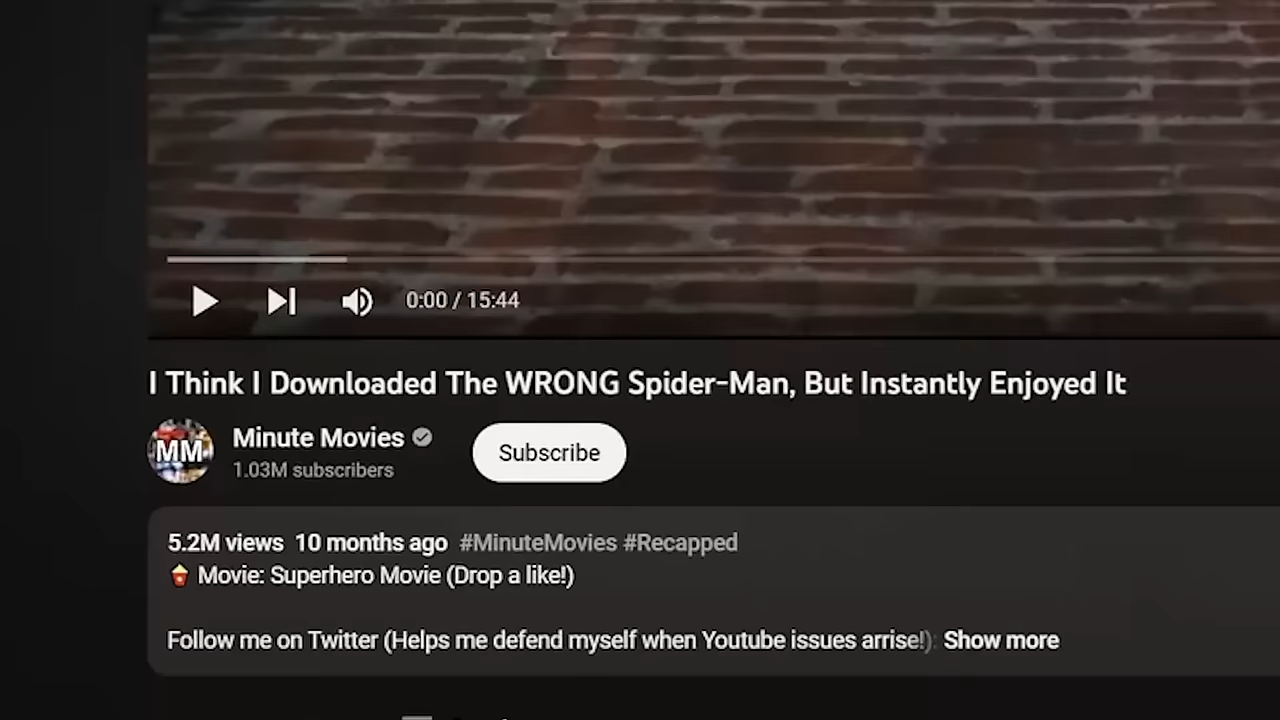 0:00 / 15:44
I Think I Downloaded The WRONG Spider-Man, But Instantly Enjoyed It
MM
Minute Movies
1.03M subscribers
Subscribe
5.2M views 10 months ago #MinuteMovies #Recapped
Movie: Superhero Movie (Drop a like!)
Follow me on Twitter (Helps me defend myself when Youtube issues arrise!): Show more